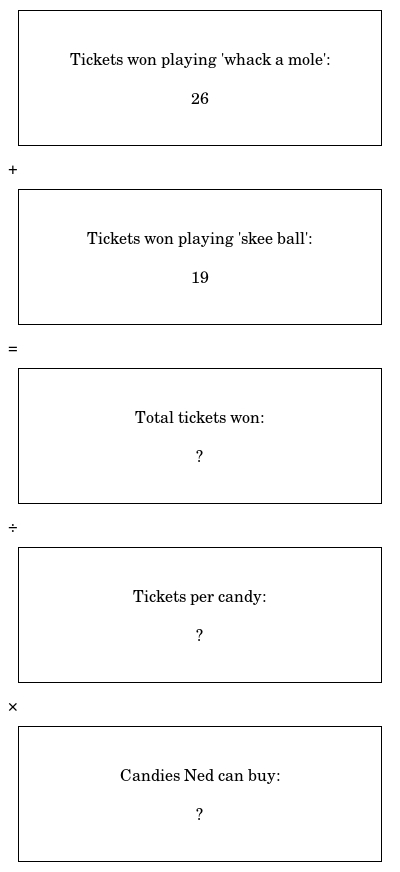 Tickets won playing 'whack a mole':
26
+
Tickets won playing 'skee ball':
19
=
Total tickets won:
?
÷
Tickets per candy:
?
×
Candies Ned can buy:
?